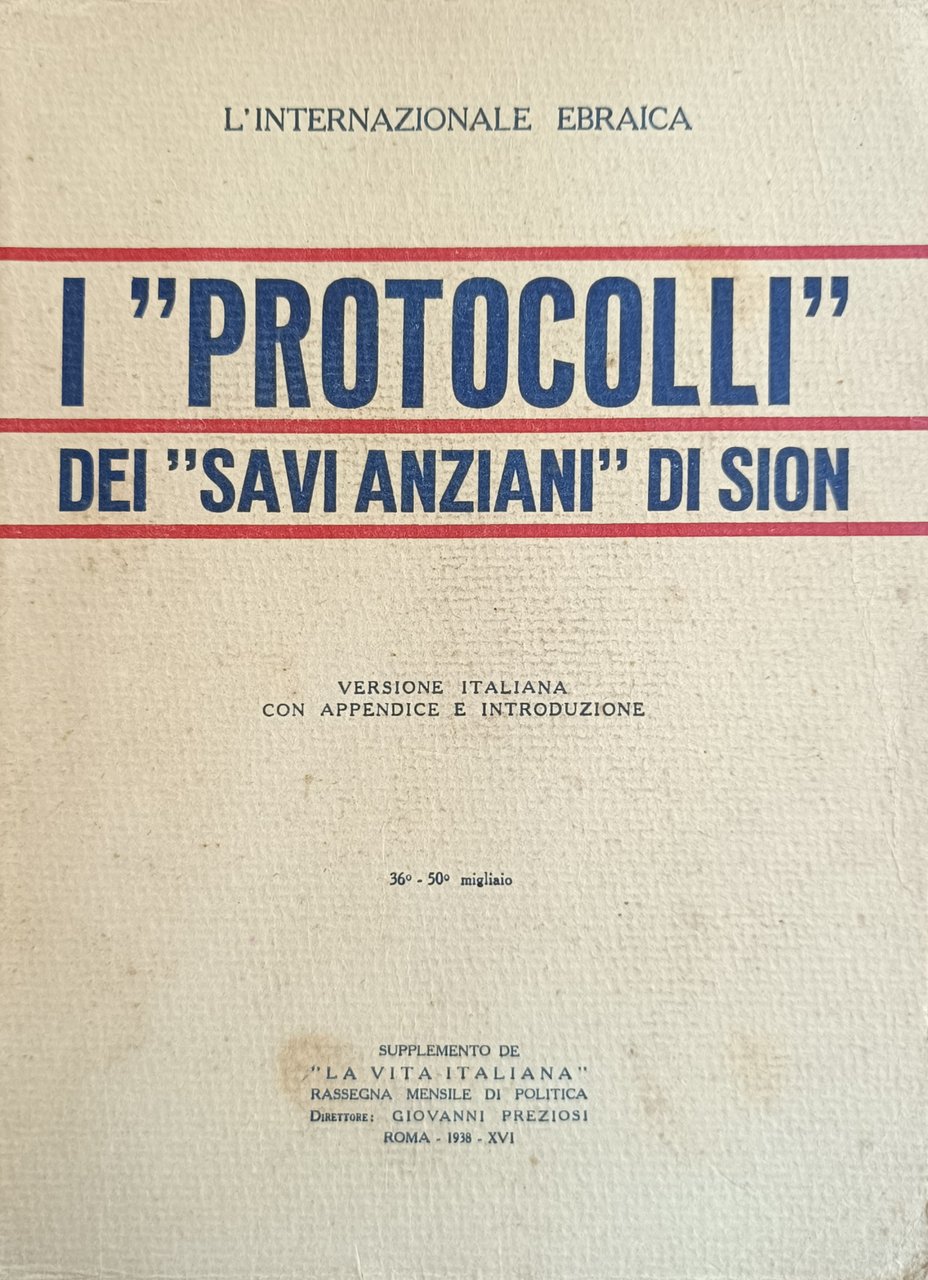 L'INTERNAZIONALE EBRAICA
I "PROTOCOLLI"
DEI "SAVI ANZIANI" DI SION
VERSIONE ITALIANA
CON APPENDICE E INTRODUZIONE
36º - 50º migliaio
SUPPLEMENTO DE
"LA VITA ITALIANA"
RASSEGNA MENSILE DI POLITICA
DIRETTORE: GIOVANNI PREZIOSI
ROMA - 1938 - XVI